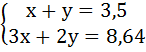 x + y = 3,5
3x + 2y = 8,64